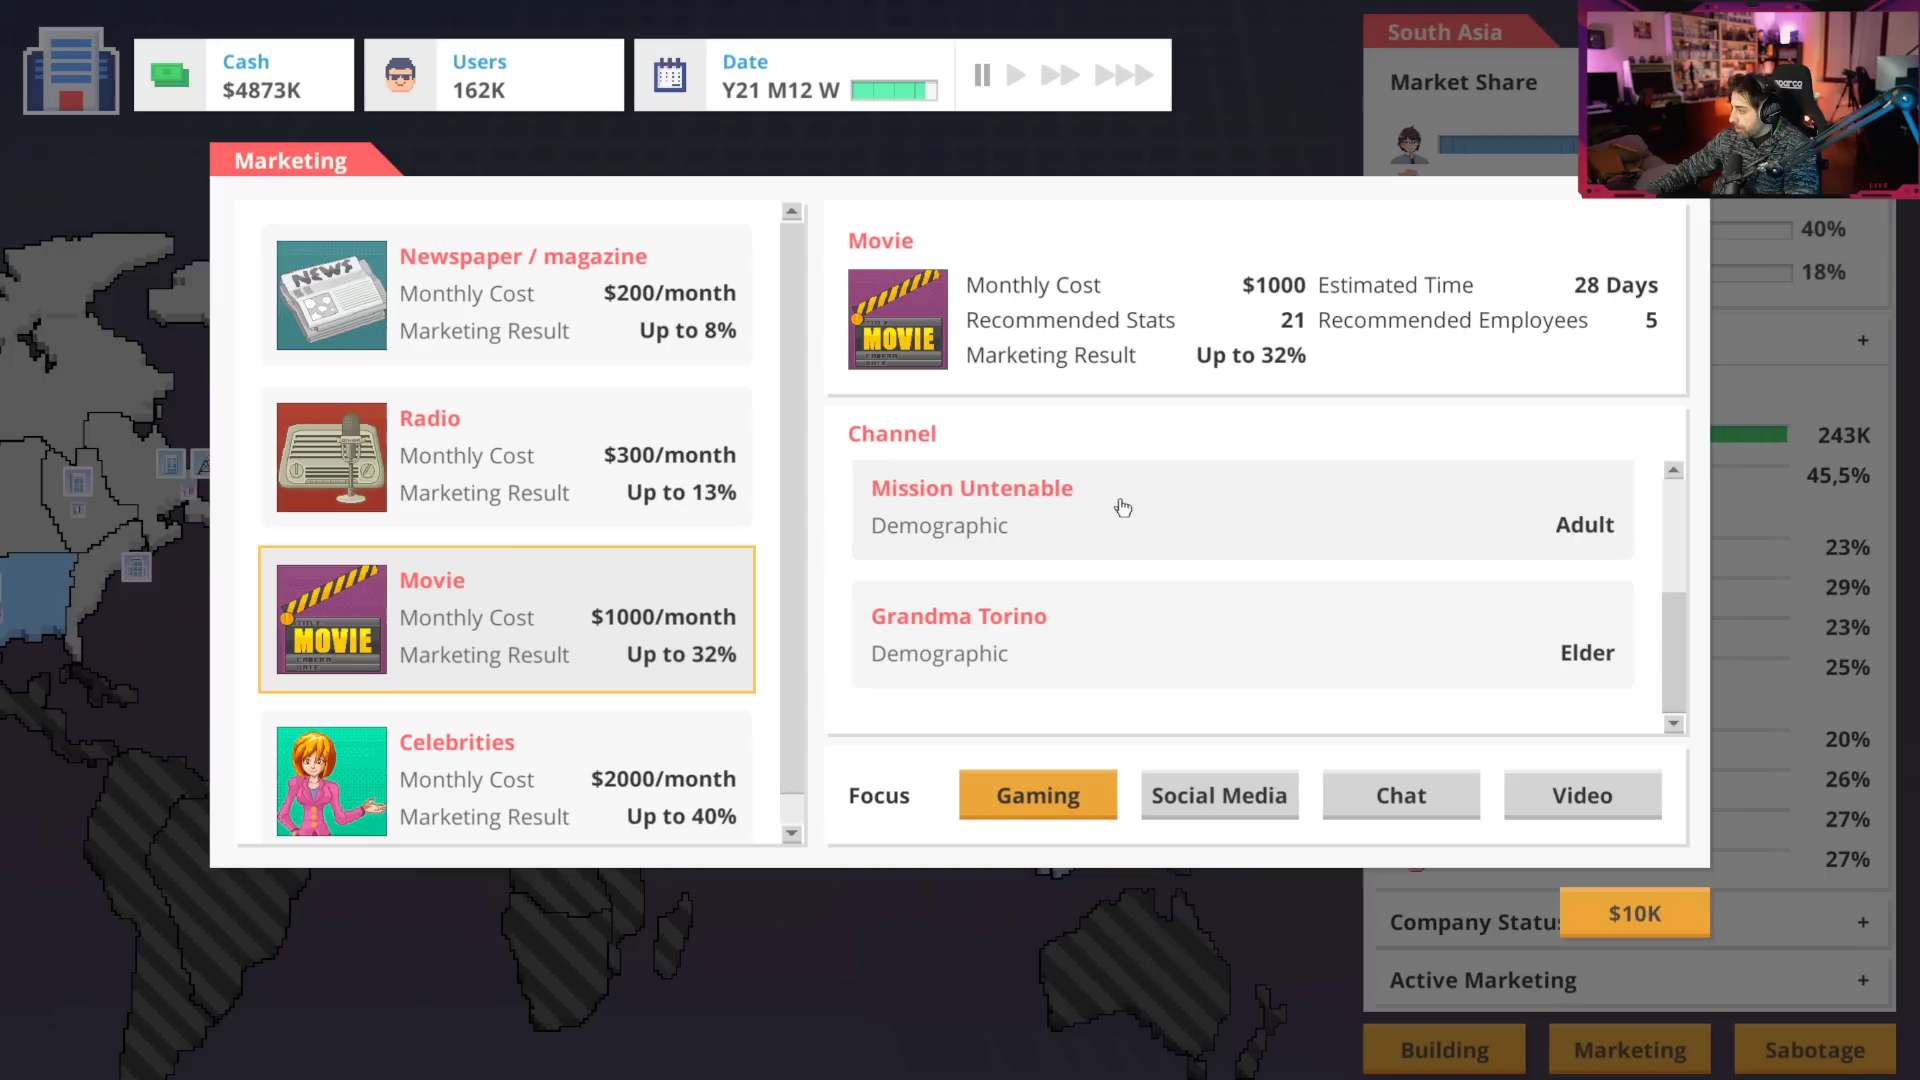 Cash
$4873K
Users
162K
Date
Y21 M12 W
South Asia
Market Share
LIVE
Marketing
NEWS
Newspaper / magazine
Monthly Cost $200/month
Marketing Result Up to 8%
Radio
Monthly Cost $300/month
Marketing Result Up to 13%
MOVIE
Movie
Monthly Cost $1000/month
Marketing Result Up to 32%
Celebrities
Monthly Cost $2000/month
Marketing Result Up to 40%
Movie
MOVIE
Monthly Cost $1000 Estimated Time 28 Days
Recommended Stats 21 Recommended Employees 5
Marketing Result Up to 32%
Channel
Mission Untenable
Demographic Adult
Grandma Torino
Demographic Elder
Focus Gaming Social Media Chat Video
40%
18%
+
243K
45,5%
23%
29%
23%
25%
20%
26%
27%
27%
$10K
Company Statu
+
Active Marketing +
Building Marketing Sabotage